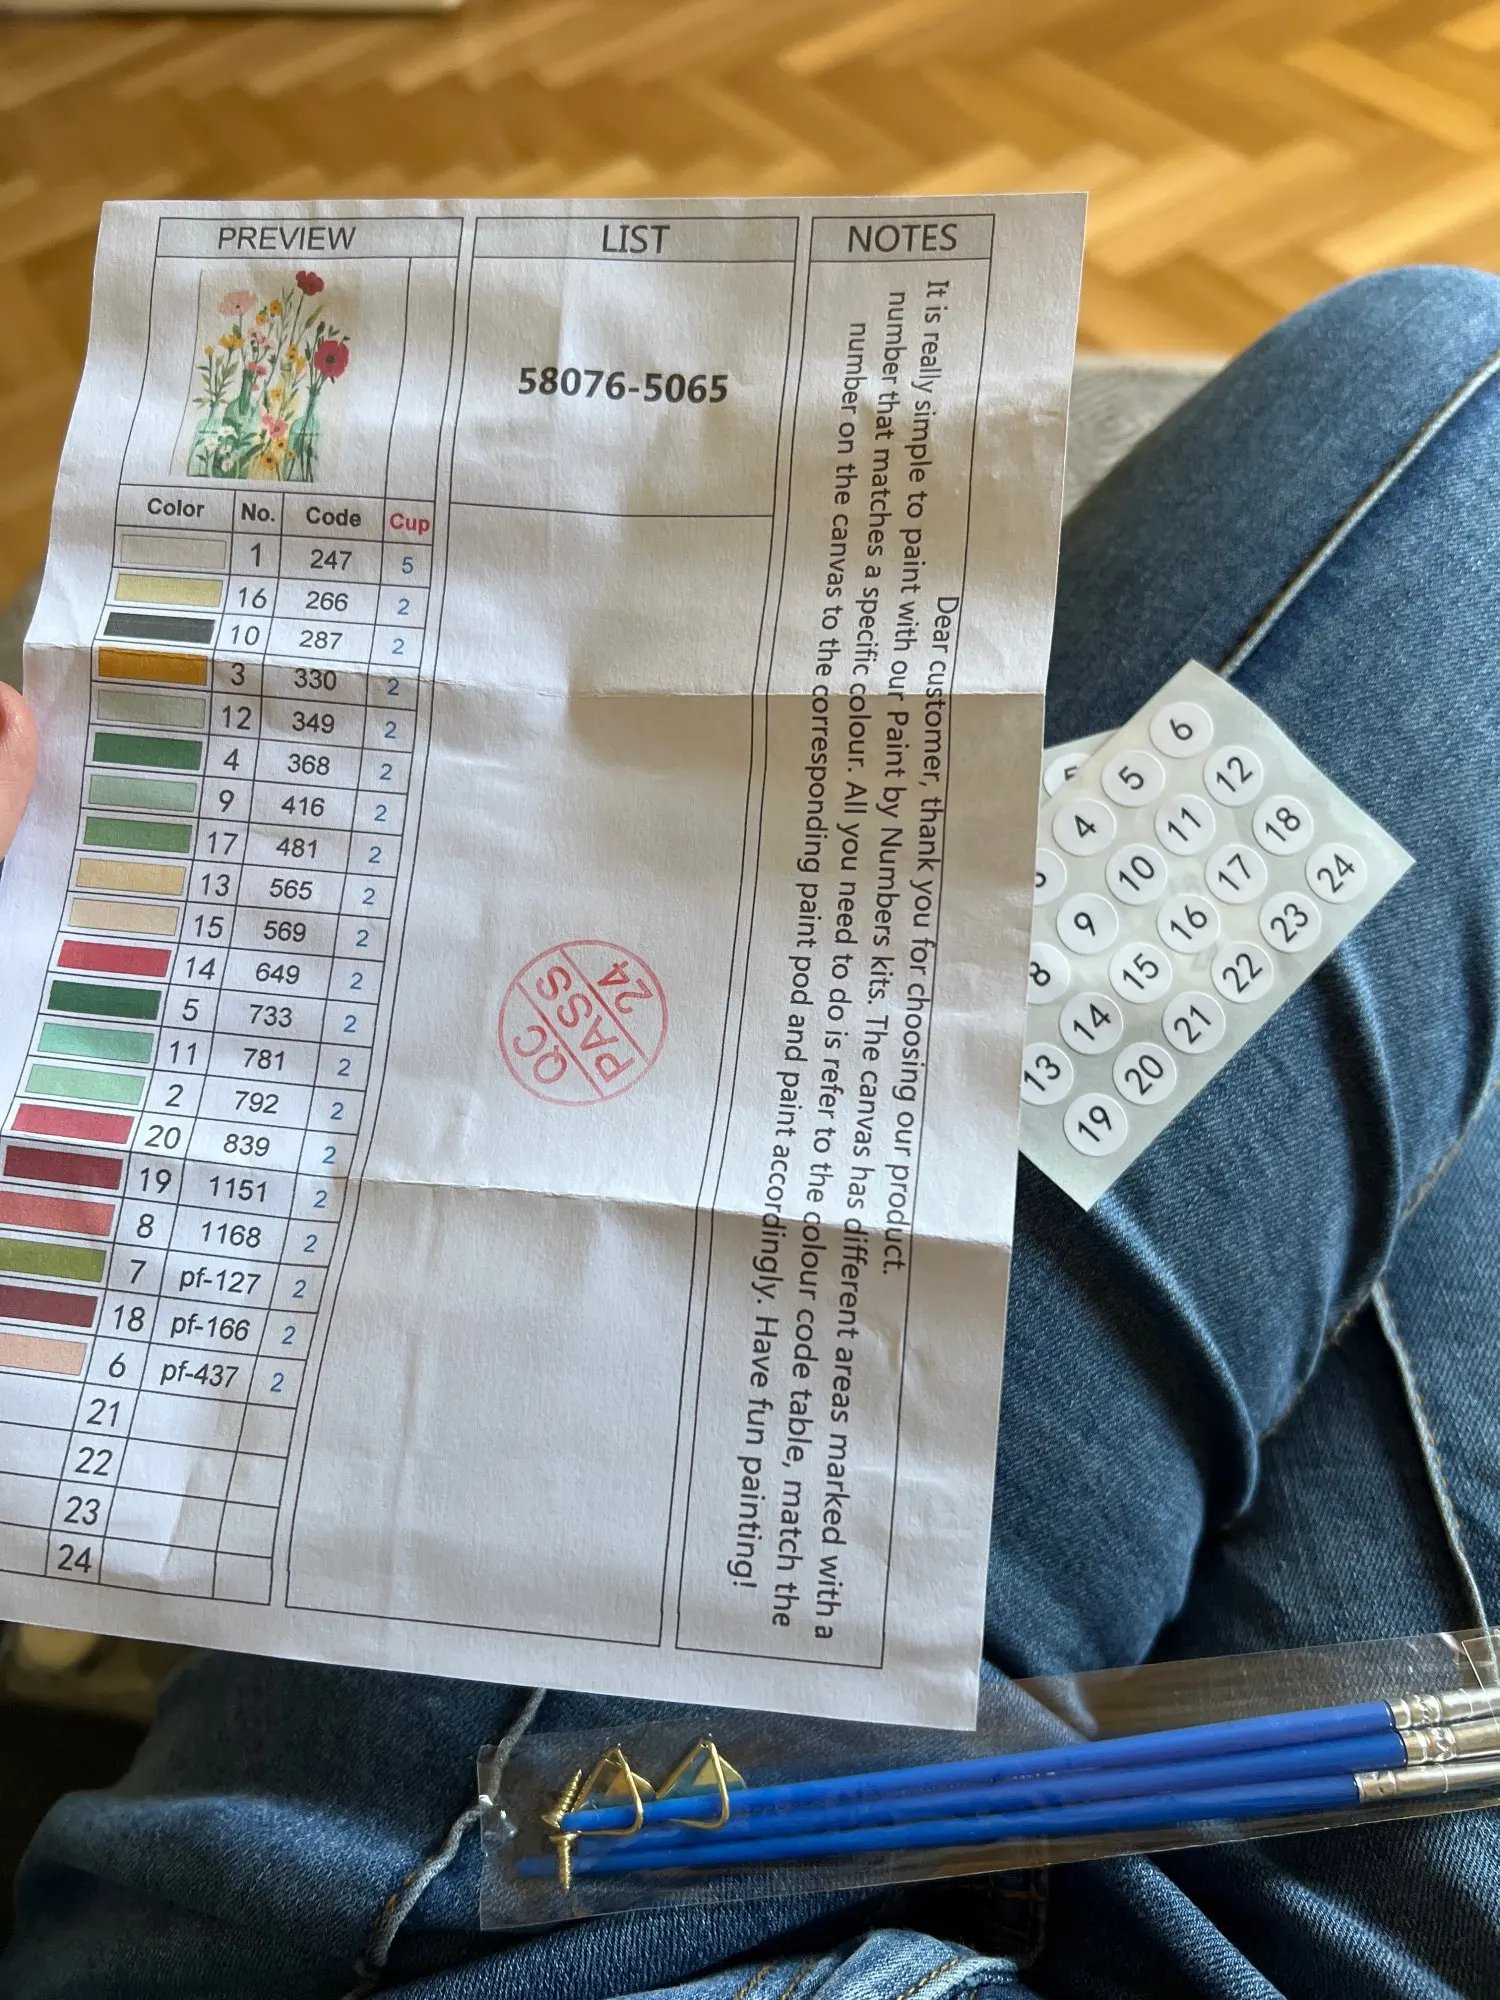 PREVIEW
Color No. Code Cup
1 247 5
16 266 2
10 287 2
3 330 2
12 349 2
4 368 2
9 416 2
17 481 2
13 565 2
15 569 2
14 649 2
5 733 2
11 781 2
2 792 2
20 839 2
19 1151 2
8 1168 2
7 pf-127 2
18 pf-166 2
6 pf-437 2
21
22
23
24
LIST
58076-5065
QC
PASS
24
NOTES
Dear customer, thank you for choosing our product.
It is really simple to paint with our Paint by Numbers kits. The canvas has different areas marked with a
number that matches a specific colour. All you need to do is refer to the colour code table, match the
number on the canvas to the corresponding paint pod and paint accordingly. Have fun painting!
6 12 18 24
5 11 17 23
4 10 16 22
9 15 21
8 14 20
13 19